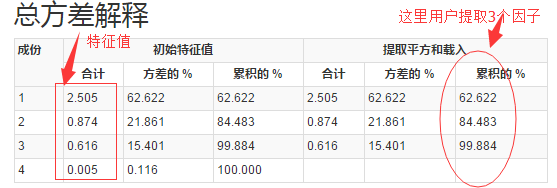 总方差解释
这里用户提取3个因子
特征值
成份 初始特征值 提取平方和载入
合计 方差的 % 累积的 % 合计 方差的 % 累积的 %
1 2.505 62.622 62.622 2.505 62.622 62.622
2 0.874 21.861 84.483 0.874 21.861 84.483
3 0.616 15.401 99.884 0.616 15.401 99.884
4 0.005 0.116 100.000